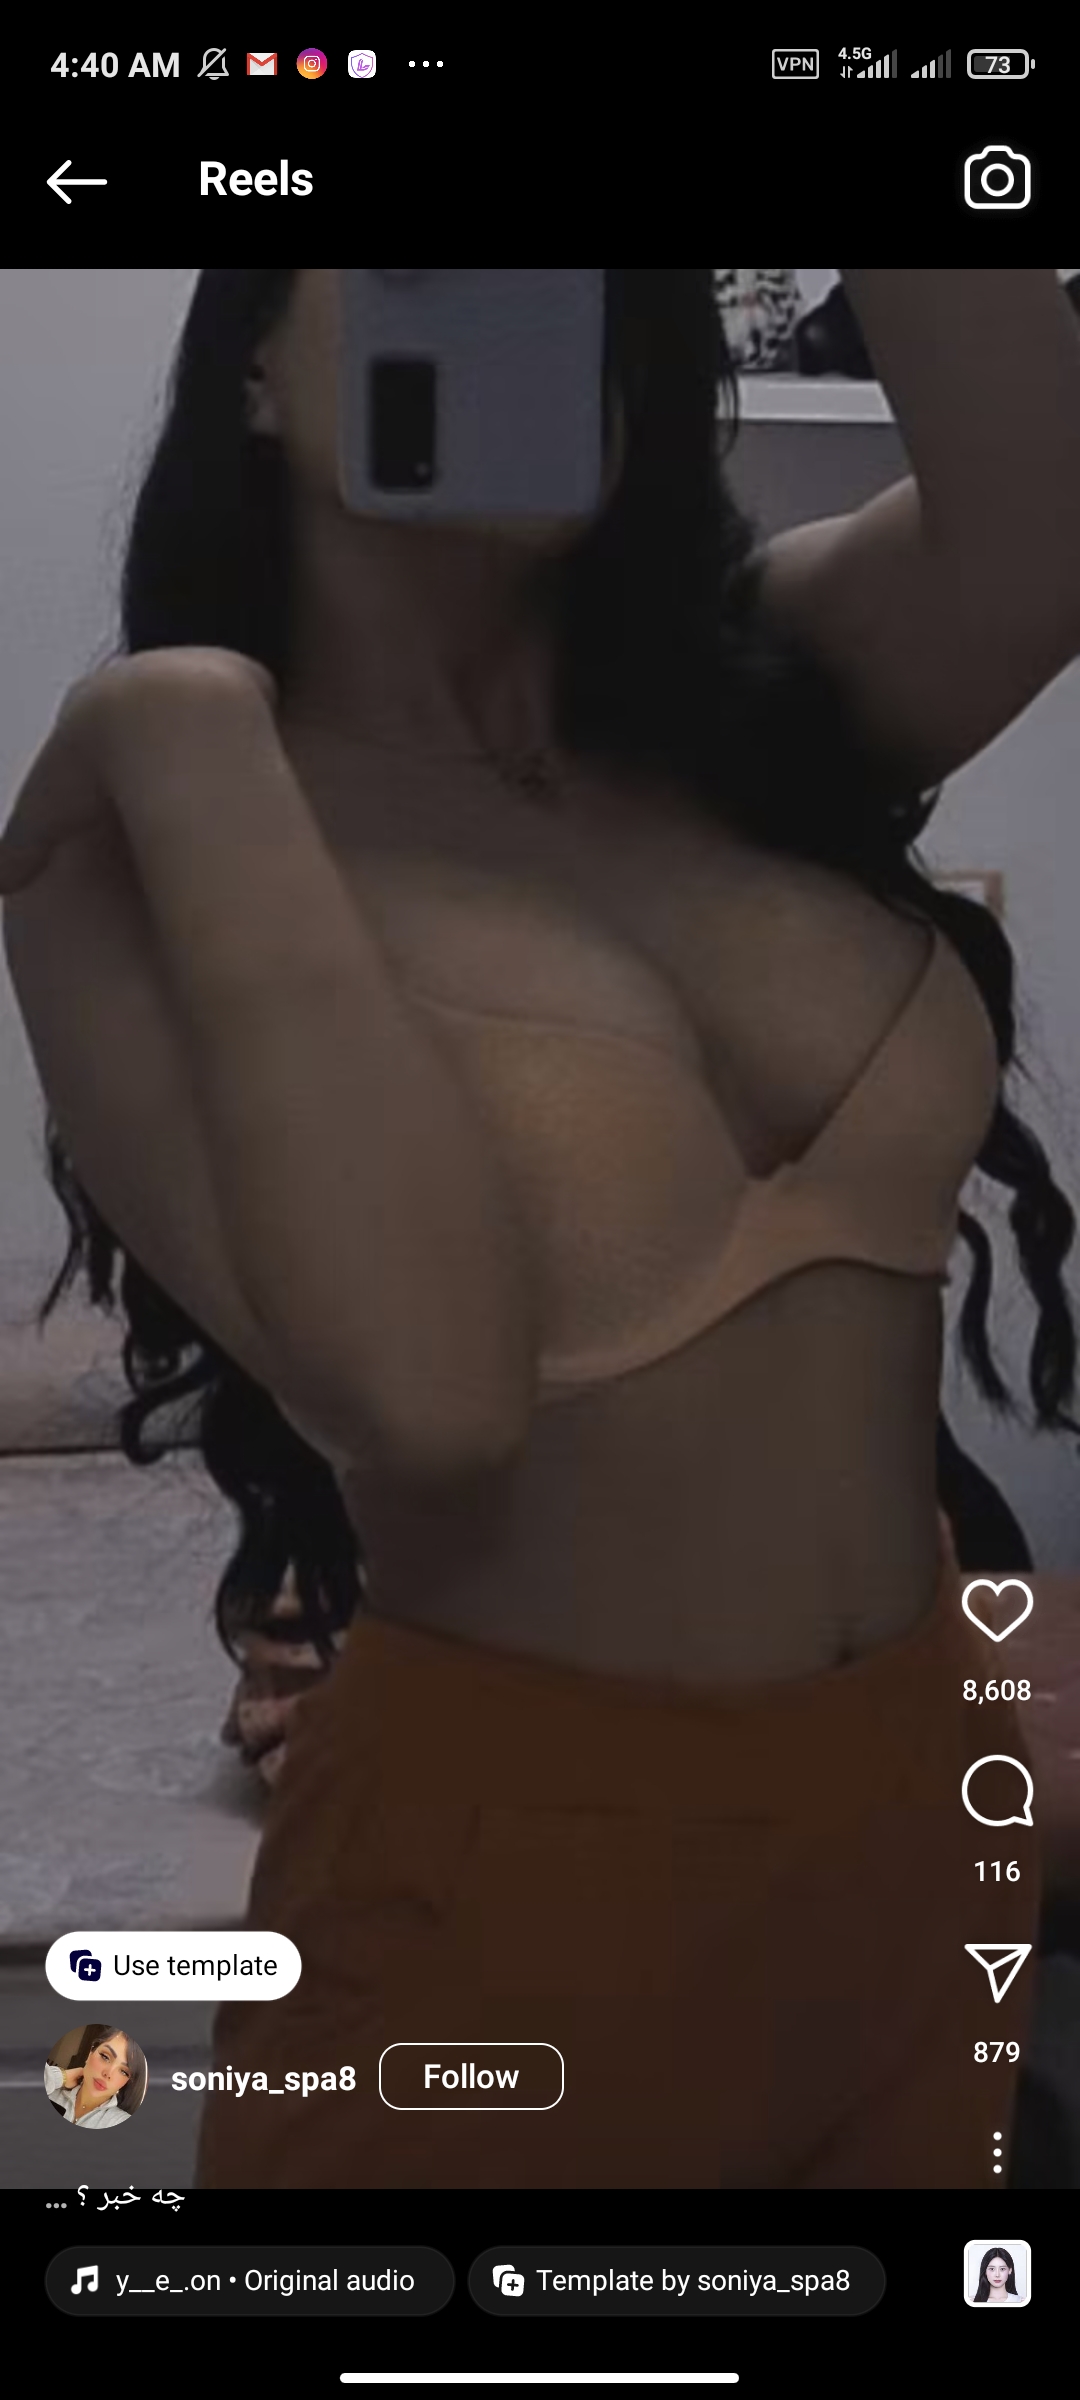 4:40 AM
VPN
4.5G
73
Reels
8,608
116
Use template
879
soniya_spa8
Follow
چه خبر ؟ ...
y__e_.on • Original audio
Template by soniya_spa8